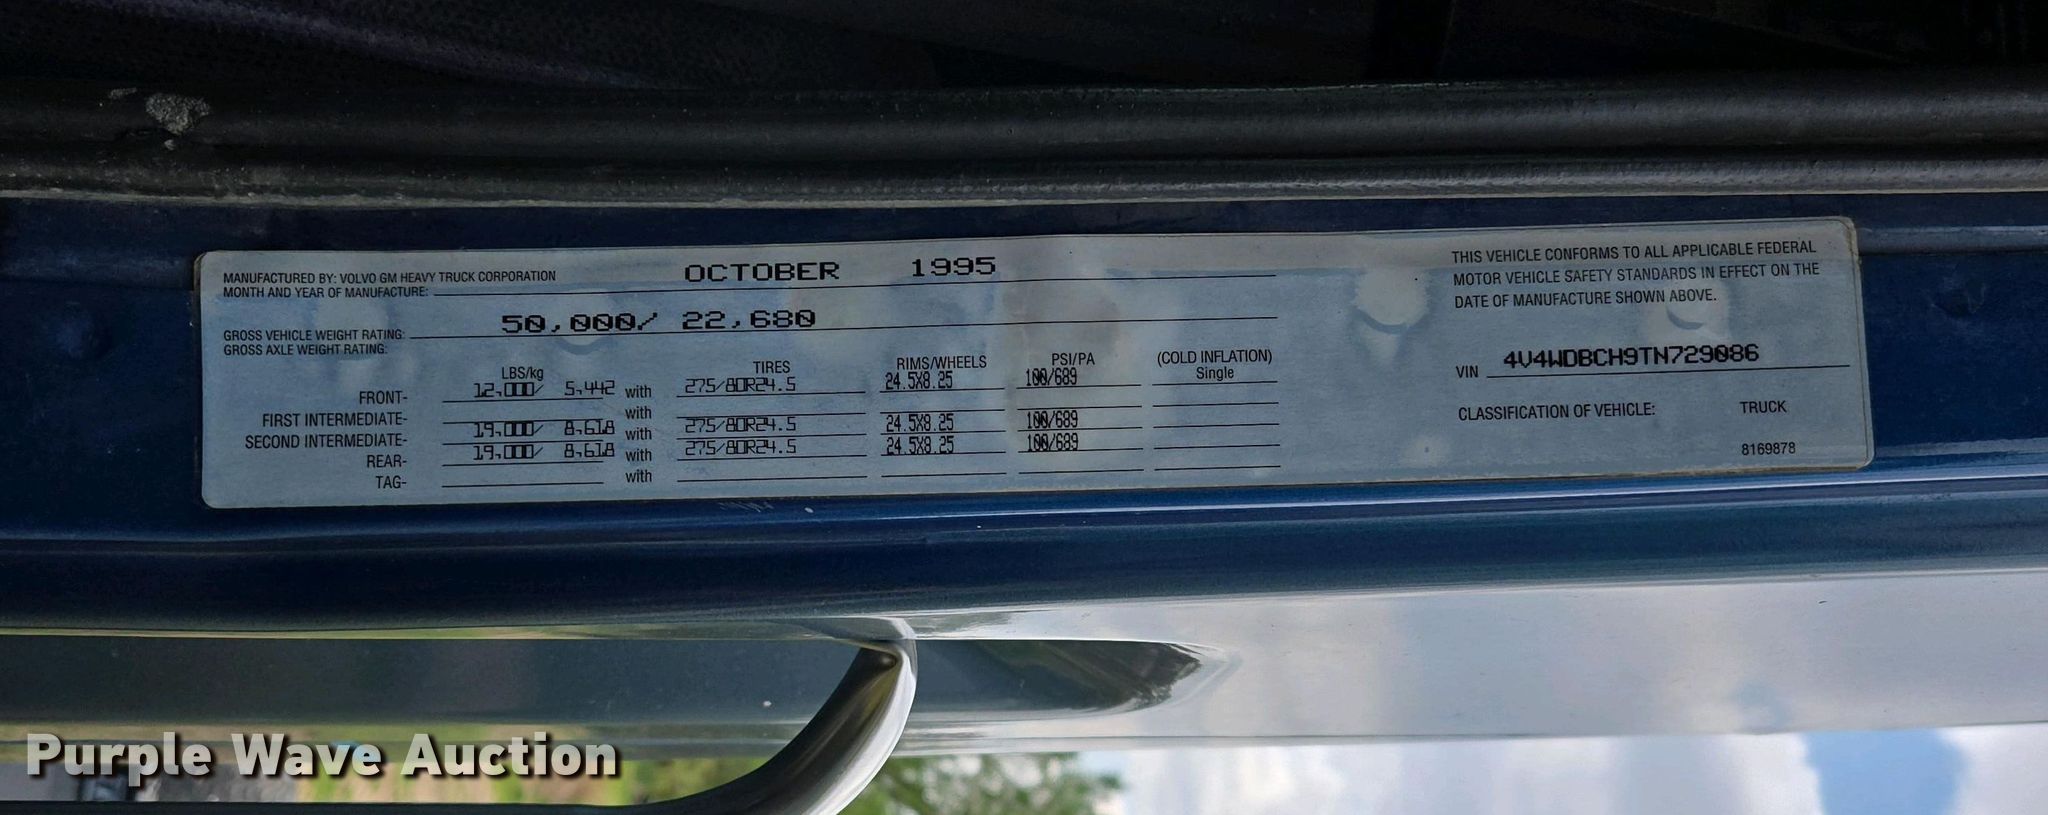 MANUFACTURED BY: VOLVO GM HEAVY TRUCK CORPORATION
MONTH AND YEAR OF MANUFACTURE: OCTOBER 1995
GROSS VEHICLE WEIGHT RATING: 50,000/ 22,680
GROSS AXLE WEIGHT RATING:
LBS/kg TIRES RIMS/WHEELS PSI/PA (COLD INFLATION)
Single
FRONT- 12,000/ 5,442 with 275/80R24.5 24.5X8.25 100/689
FIRST INTERMEDIATE- with
SECOND INTERMEDIATE- 19,000/ 8,618 with 275/80R24.5 24.5X8.25 100/689
REAR- 19,000/ 8,618 with 275/80R24.5 24.5X8.25 100/689
TAG- with
THIS VEHICLE CONFORMS TO ALL APPLICABLE FEDERAL
MOTOR VEHICLE SAFETY STANDARDS IN EFFECT ON THE
DATE OF MANUFACTURE SHOWN ABOVE.
VIN 4V4WDBCH9TN729086
CLASSIFICATION OF VEHICLE: TRUCK
8169878
Purple Wave Auction